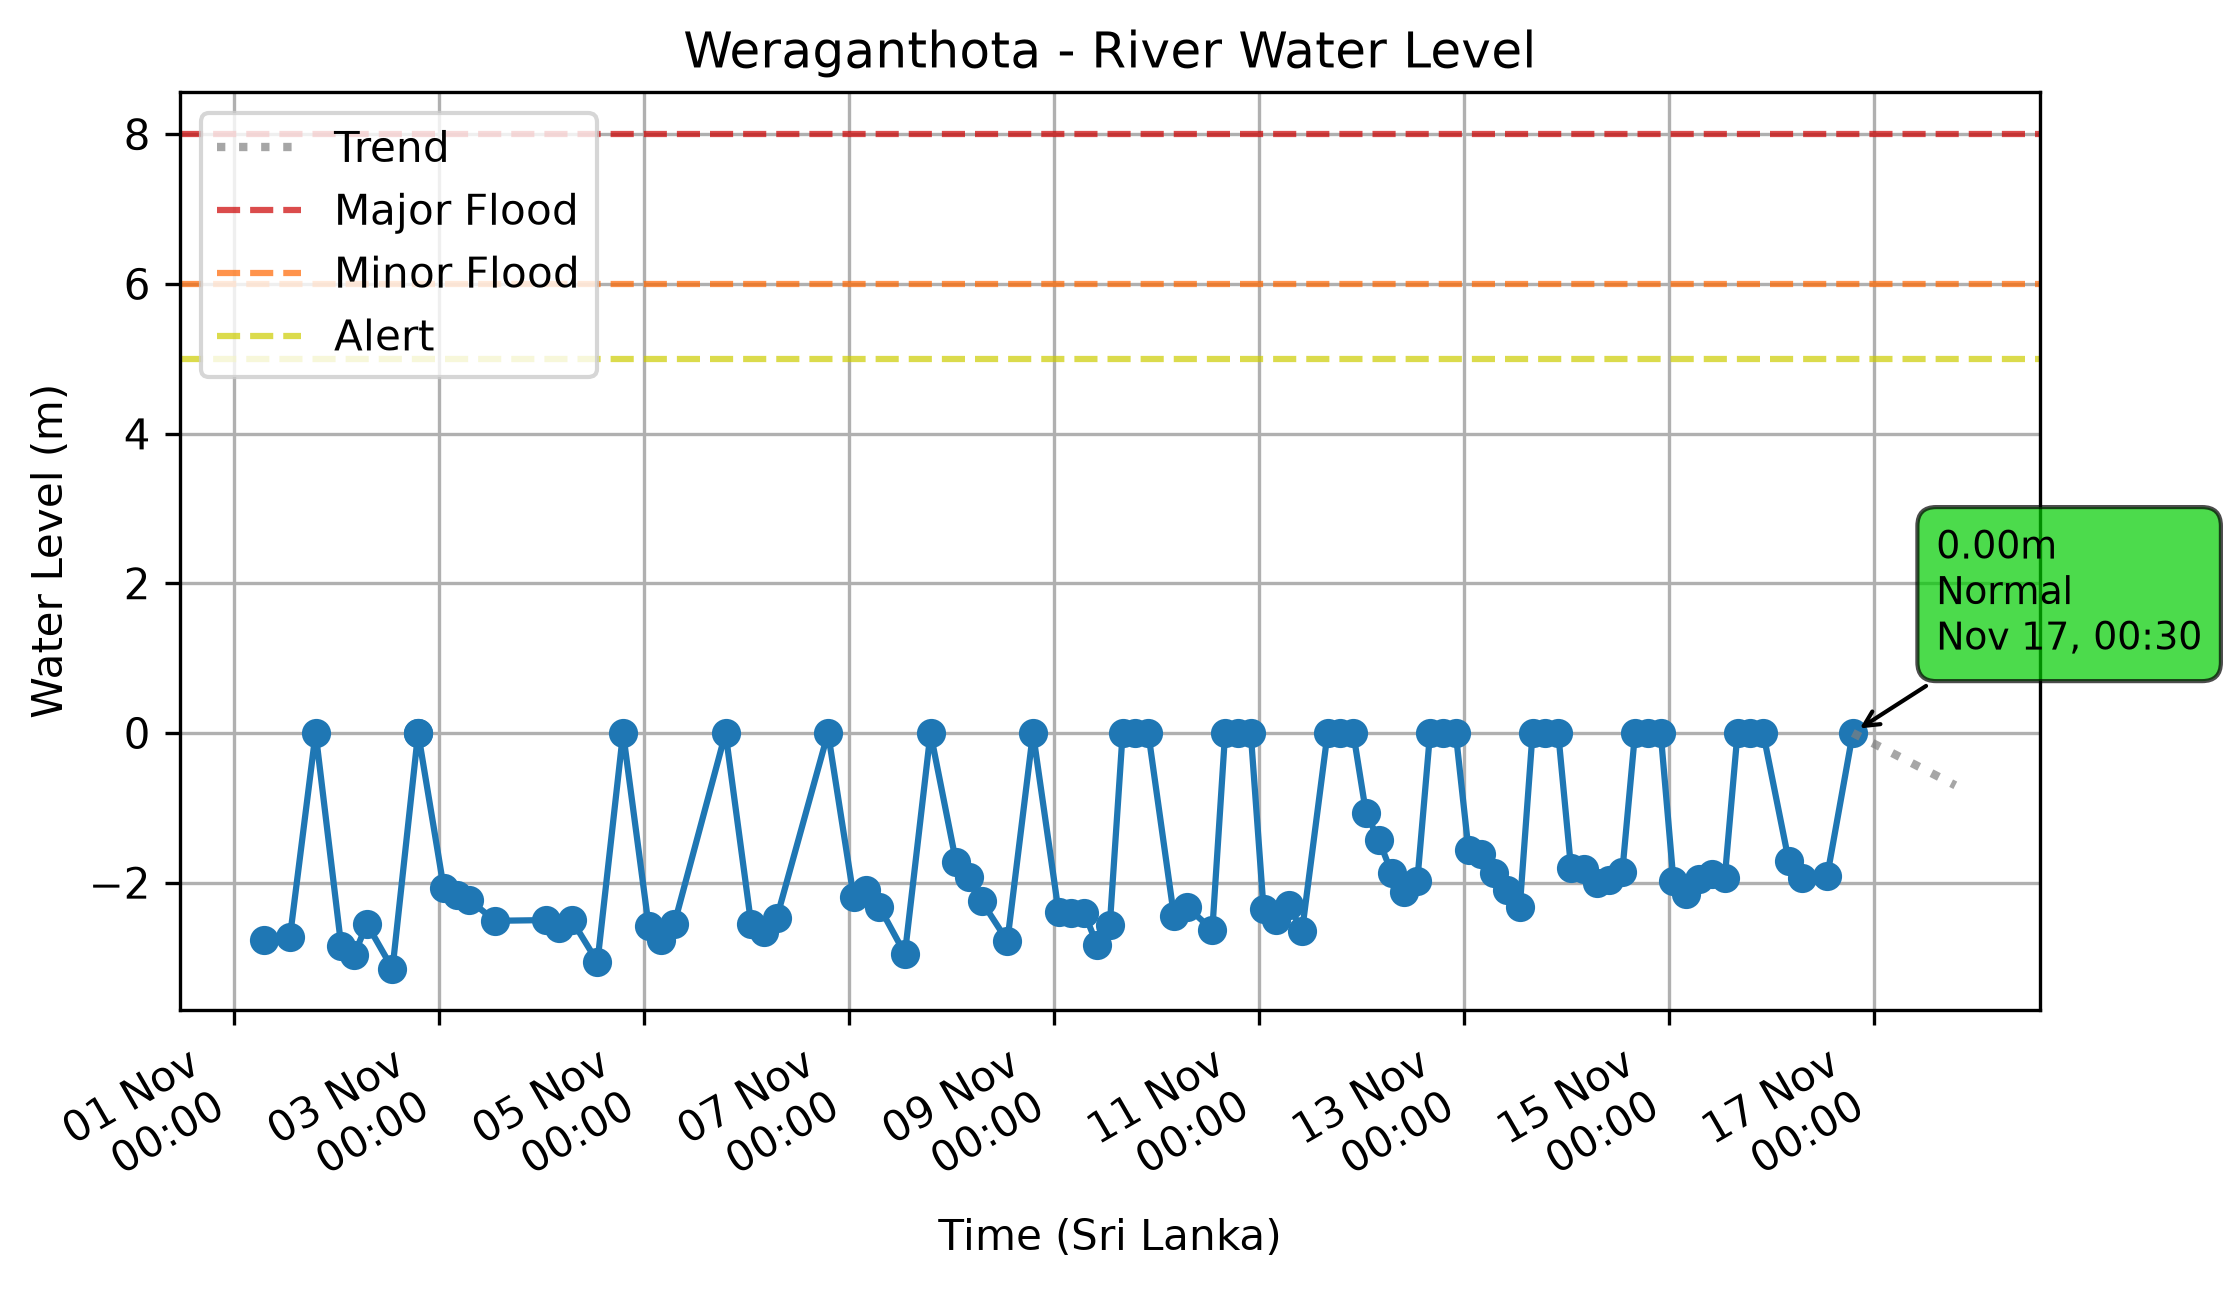 Weraganthota - River Water Level
Trend
Major Flood
Minor Flood
Alert
8
6
4
2
0
−2
Water Level (m)
0.00m
Normal
Nov 17, 00:30
01 Nov
00:00
03 Nov
00:00
05 Nov
00:00
07 Nov
00:00
09 Nov
00:00
11 Nov
00:00
13 Nov
00:00
15 Nov
00:00
17 Nov
00:00
Time (Sri Lanka)